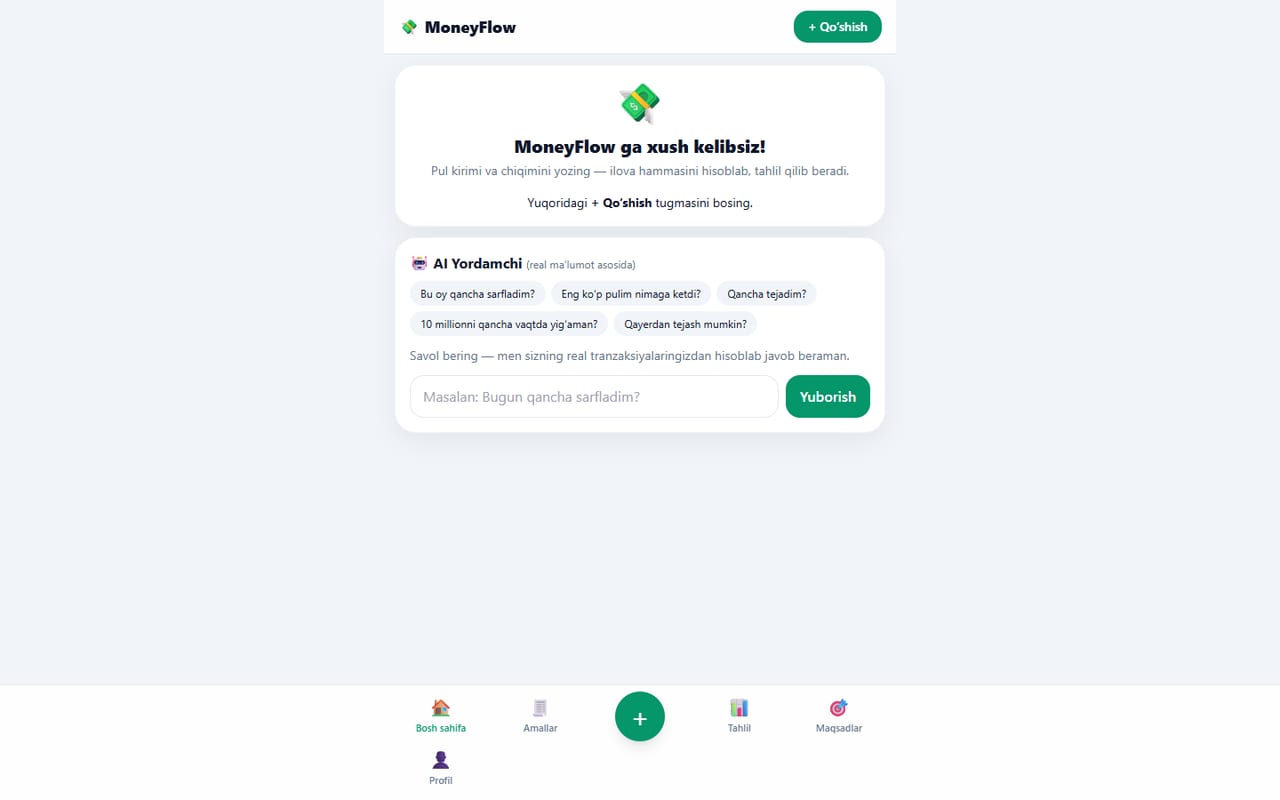 MoneyFlow
+ Qo‘shish
MoneyFlow ga xush kelibsiz!
Pul kirimi va chiqimini yozing — ilova hammasini hisoblab, tahlil qilib beradi.
Yuqoridagi + Qo‘shish tugmasini bosing.
AI Yordamchi (real ma'lumot asosida)
Bu oy qancha sarfladim? Eng ko'p pulim nimaga ketdi? Qancha tejadim?
10 millionni qancha vaqtda yig'aman? Qayerdan tejash mumkin?
Savol bering — men sizning real tranzaksiyalaringizdan hisoblab javob beraman.
Masalan: Bugun qancha sarfladim? Yuborish
+
Bosh sahifa Amallar Tahlil Maqsadlar
Profil